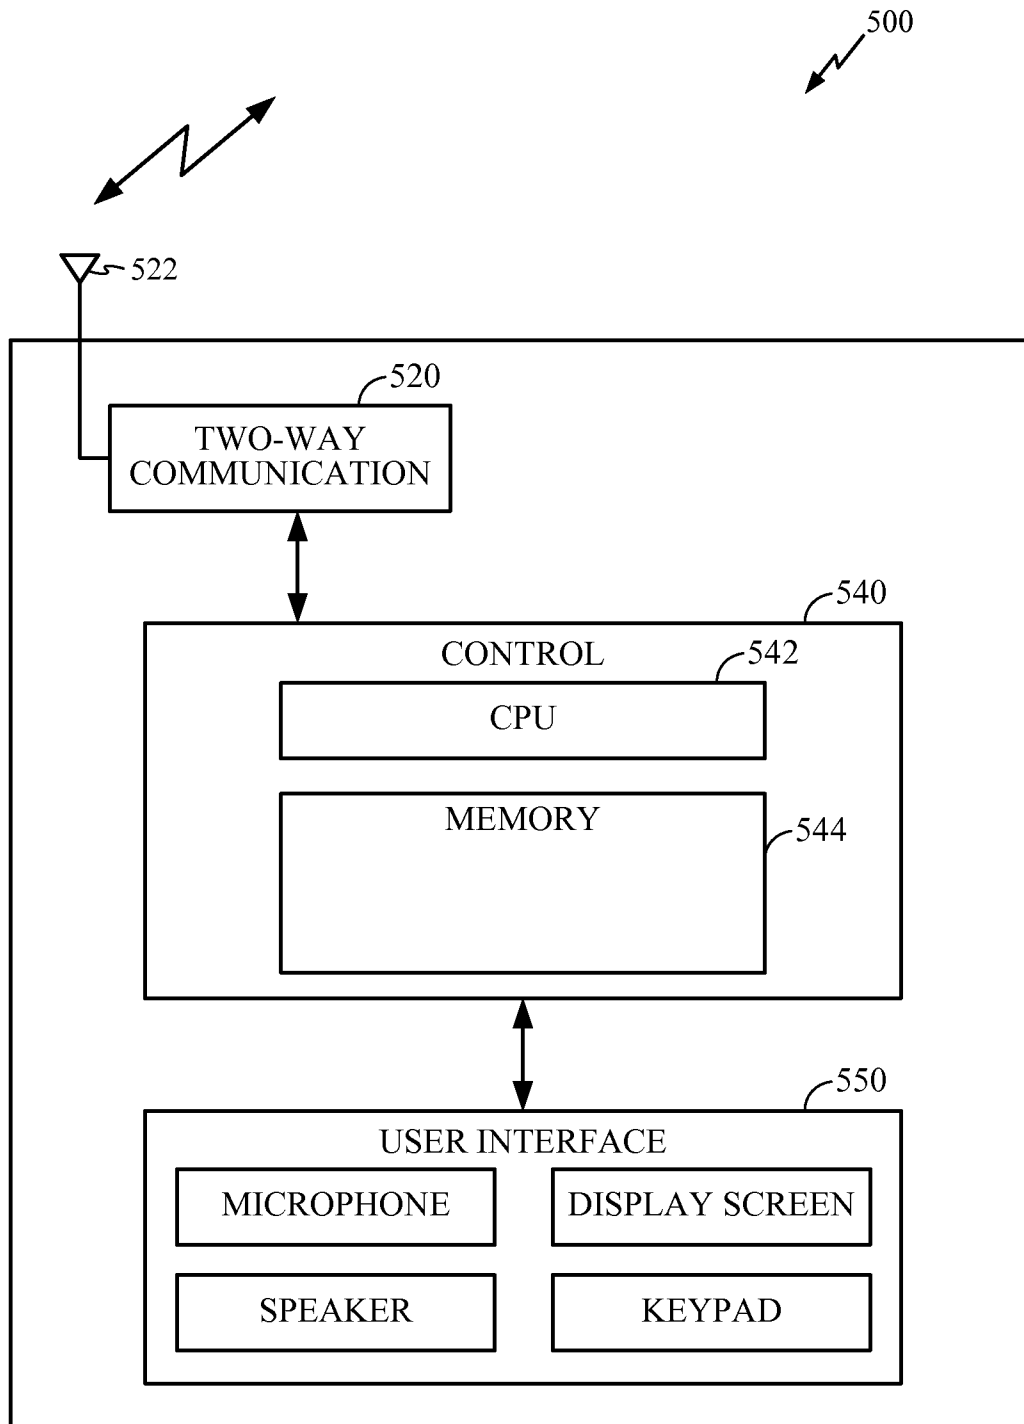 500
522
520
TWO-WAY
COMMUNICATION
540
CONTROL
542
CPU
MEMORY
544
550
USER INTERFACE
MICROPHONE
DISPLAY SCREEN
SPEAKER
KEYPAD